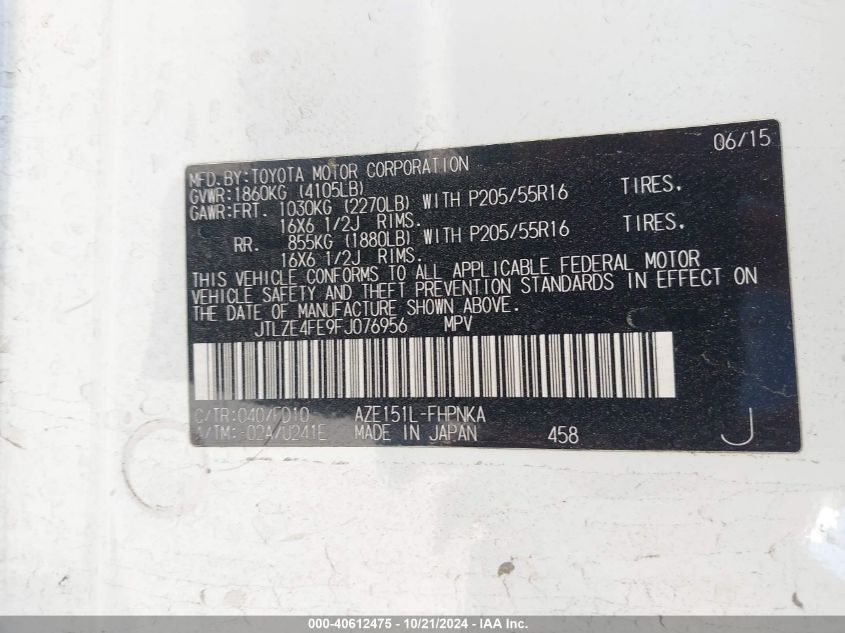 06/15
MFD.BY:TOYOTA MOTOR CORPORATION
GVWR:1860KG (4105LB)
GAWR:FRT. 1030KG (2270LB) WITH P205/55R16 TIRES,
16X6 1/2J RIMS.
RR. 855KG (1880LB) WITH P205/55R16 TIRES,
16X6 1/2J RIMS.
THIS VEHICLE CONFORMS TO ALL APPLICABLE FEDERAL MOTOR
VEHICLE SAFETY AND THEFT PREVENTION STANDARDS IN EFFECT ON
THE DATE OF MANUFACTURE SHOWN ABOVE.
JTLZE4FE9FJ076956 MPV
C/TR:040/FD10 AZE151L-FHPNKA
A/TM:-02A/U241E MADE IN JAPAN 458 J
000-40612475 - 10/21/2024 - IAA Inc.